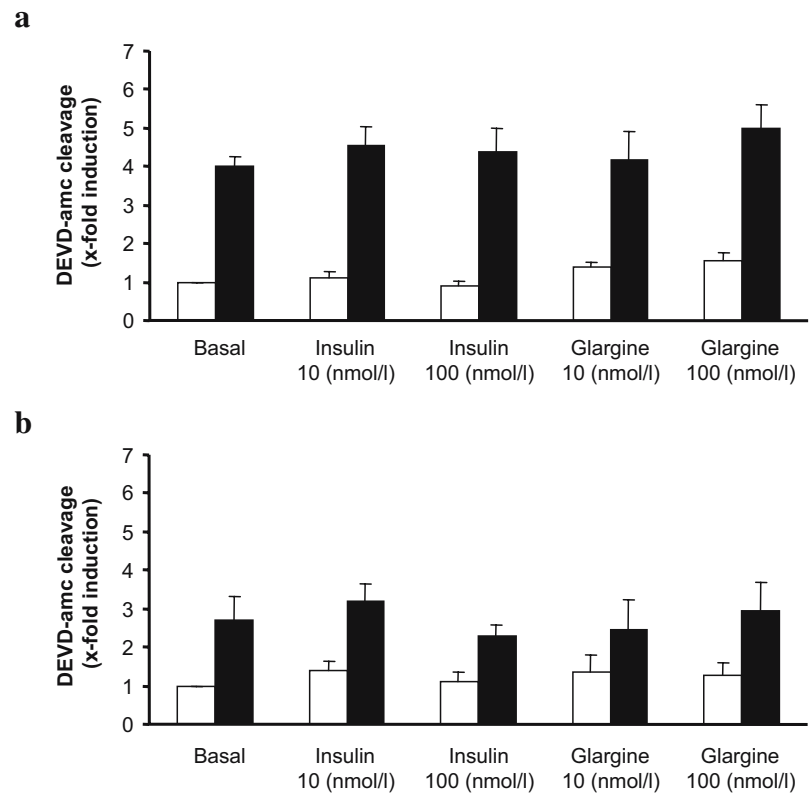 a
DEVD-amc cleavage
(x-fold induction)
7
6
5
4
3
2
1
0
Basal
Insulin
10 (nmol/l)
Insulin
100 (nmol/l)
Glargine
10 (nmol/l)
Glargine
100 (nmol/l)
b
DEVD-amc cleavage
(x-fold induction)
7
6
5
4
3
2
1
0
Basal
Insulin
10 (nmol/l)
Insulin
100 (nmol/l)
Glargine
10 (nmol/l)
Glargine
100 (nmol/l)